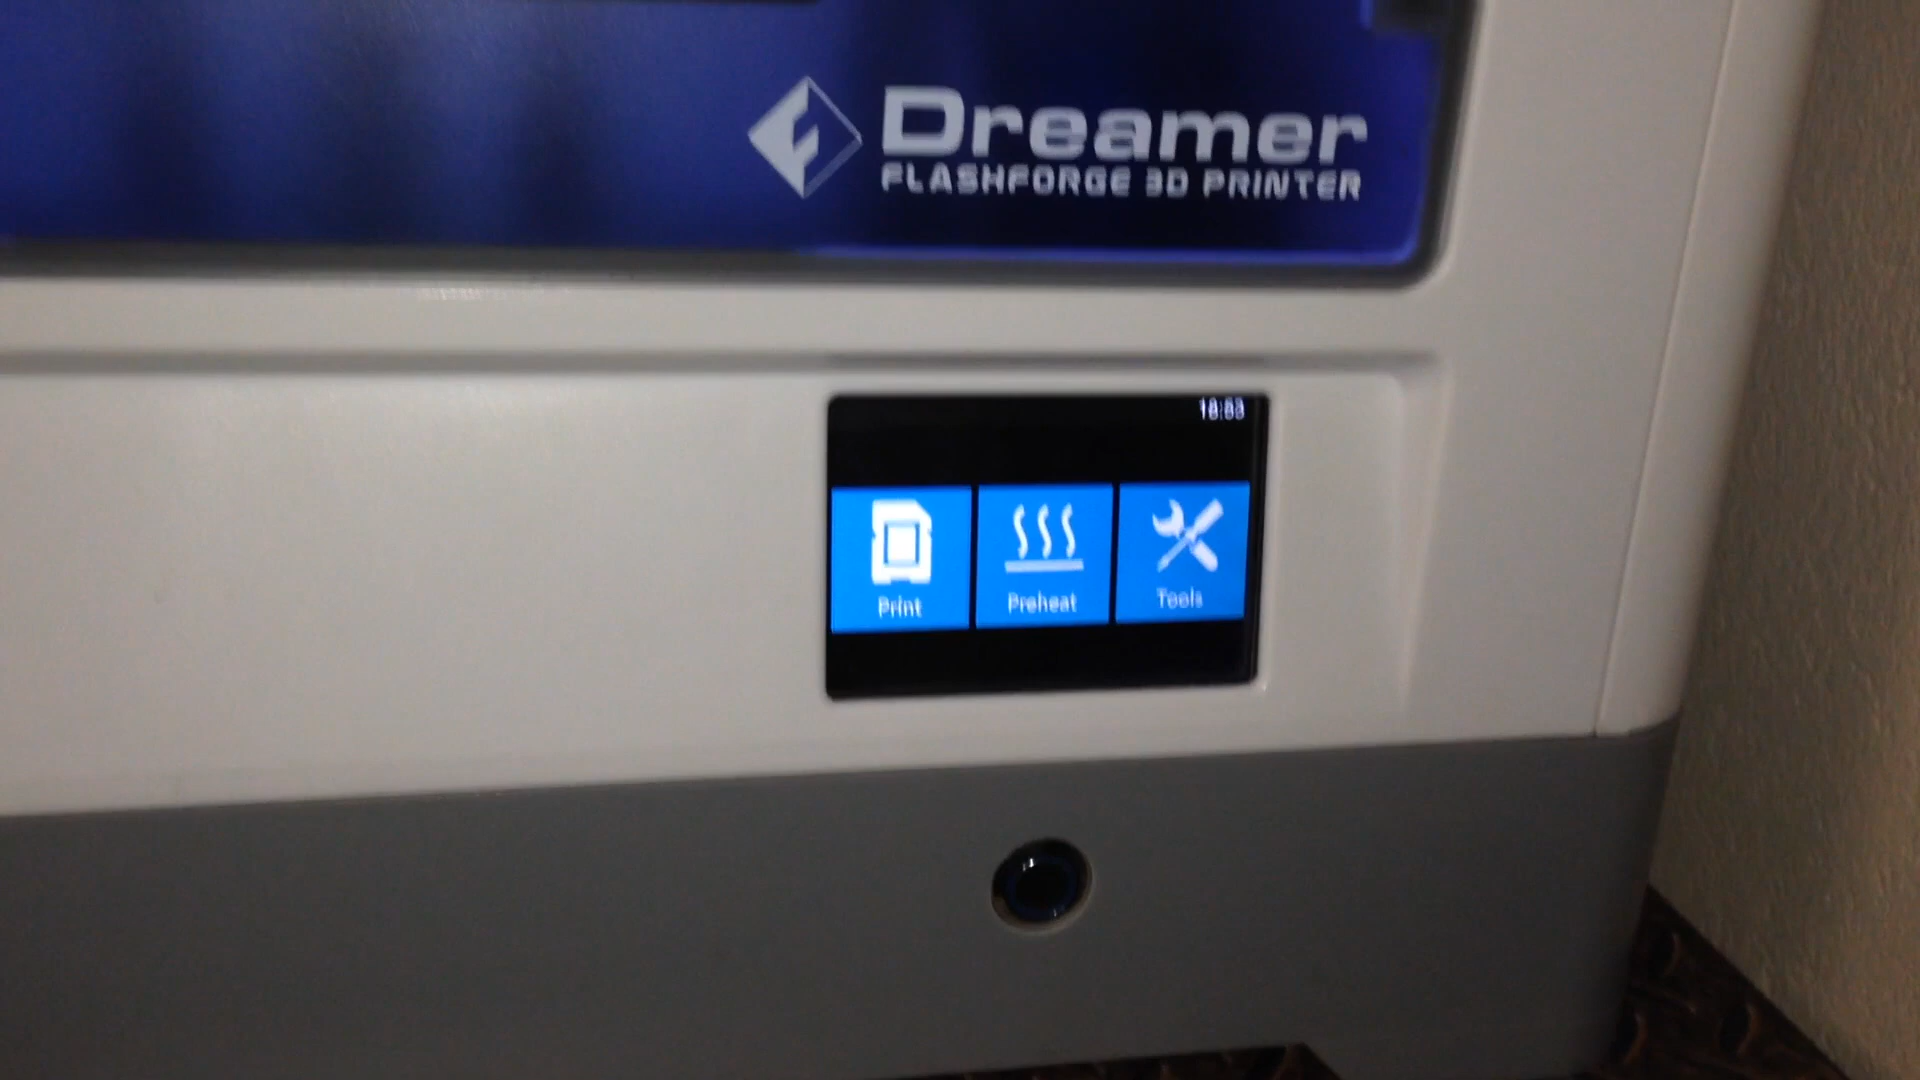 Dreamer
FLASHFORGE 3D PRINTER
Print
Preheat
Tools